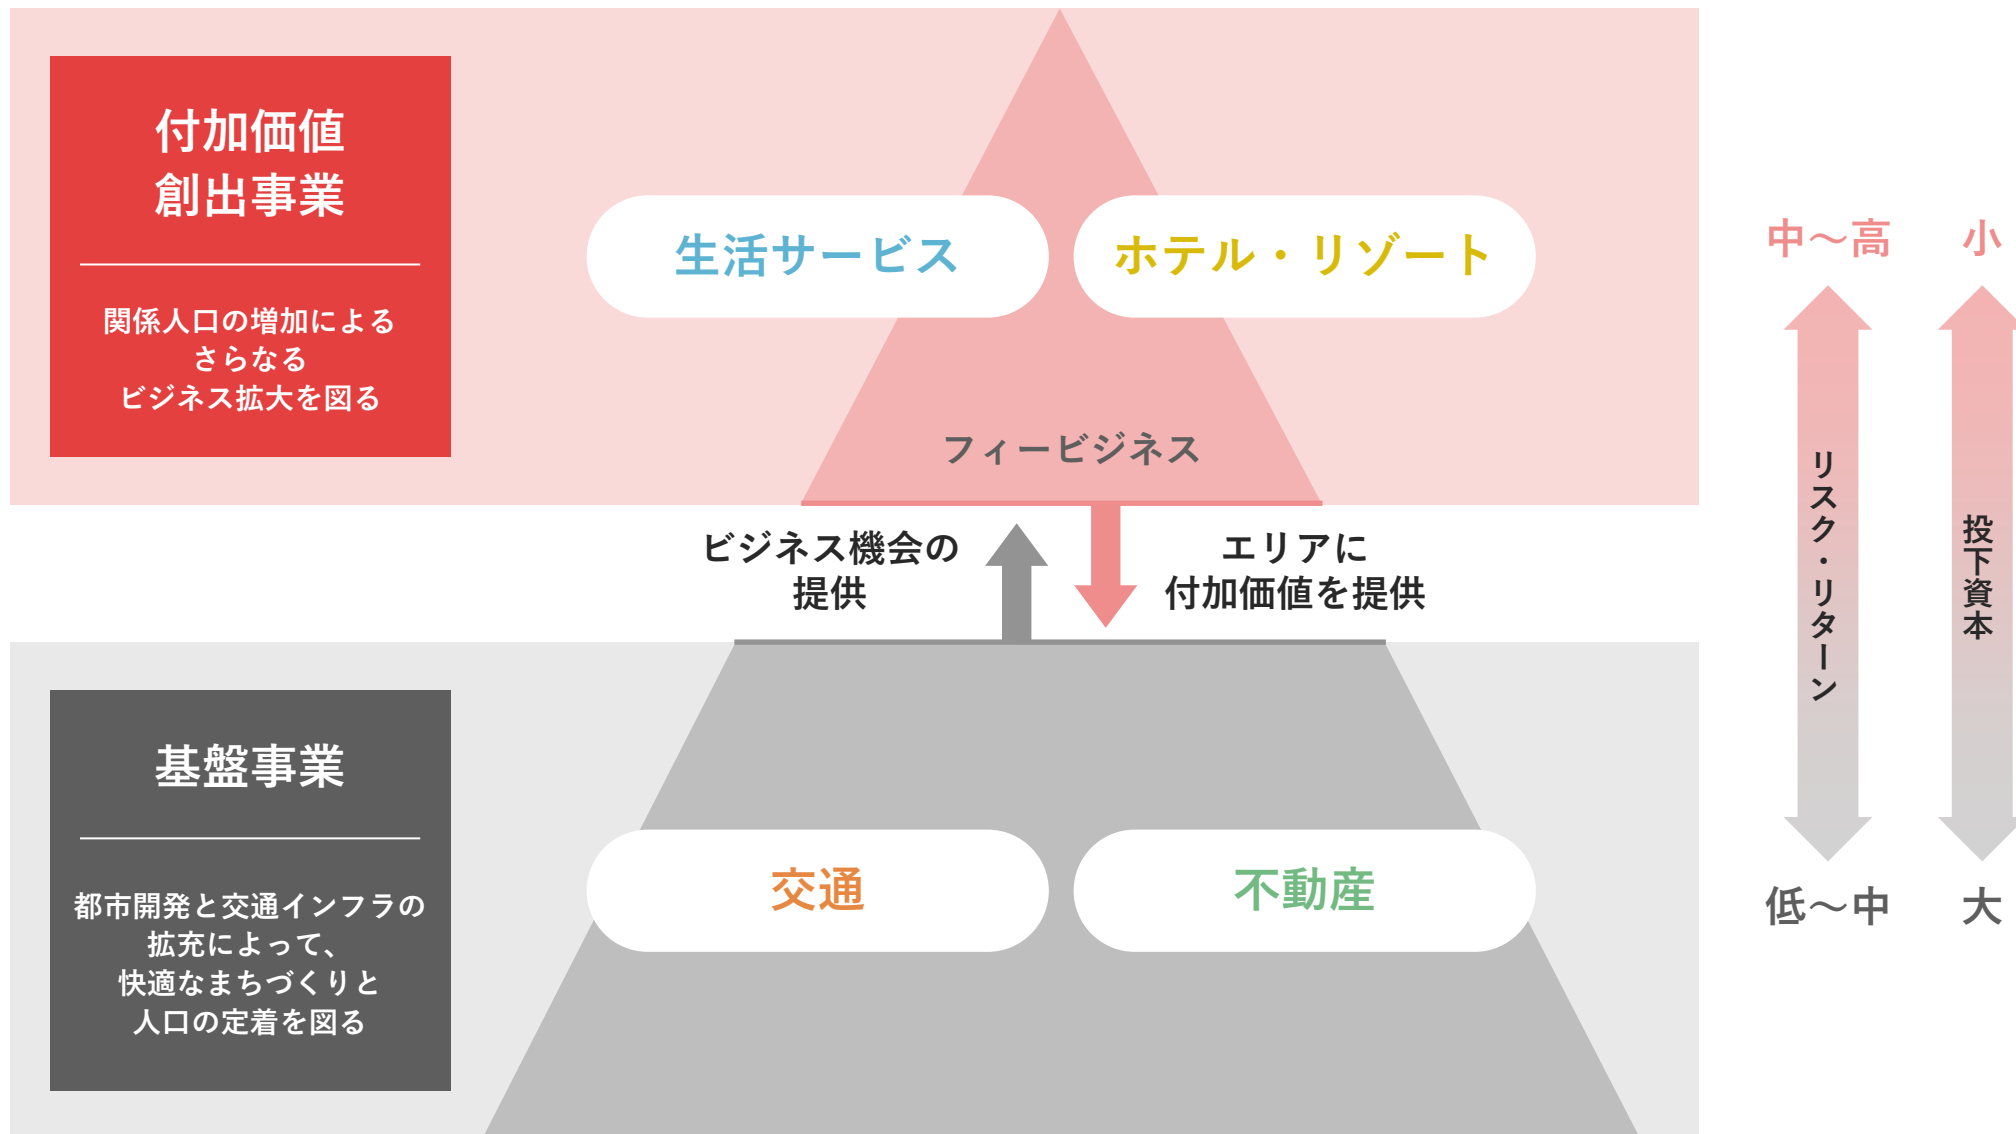 付加価値
創出事業
関係人口の増加による
さらなる
ビジネス拡大を図る
生活サービス
ホテル・リゾート
フィービジネス
ビジネス機会の
提供
エリアに
付加価値を提供
基盤事業
都市開発と交通インフラの
拡充によって、
快適なまちづくりと
人口の定着を図る
交通
不動産
中～高
リスク・リターン
低～中
小
投下資本
大